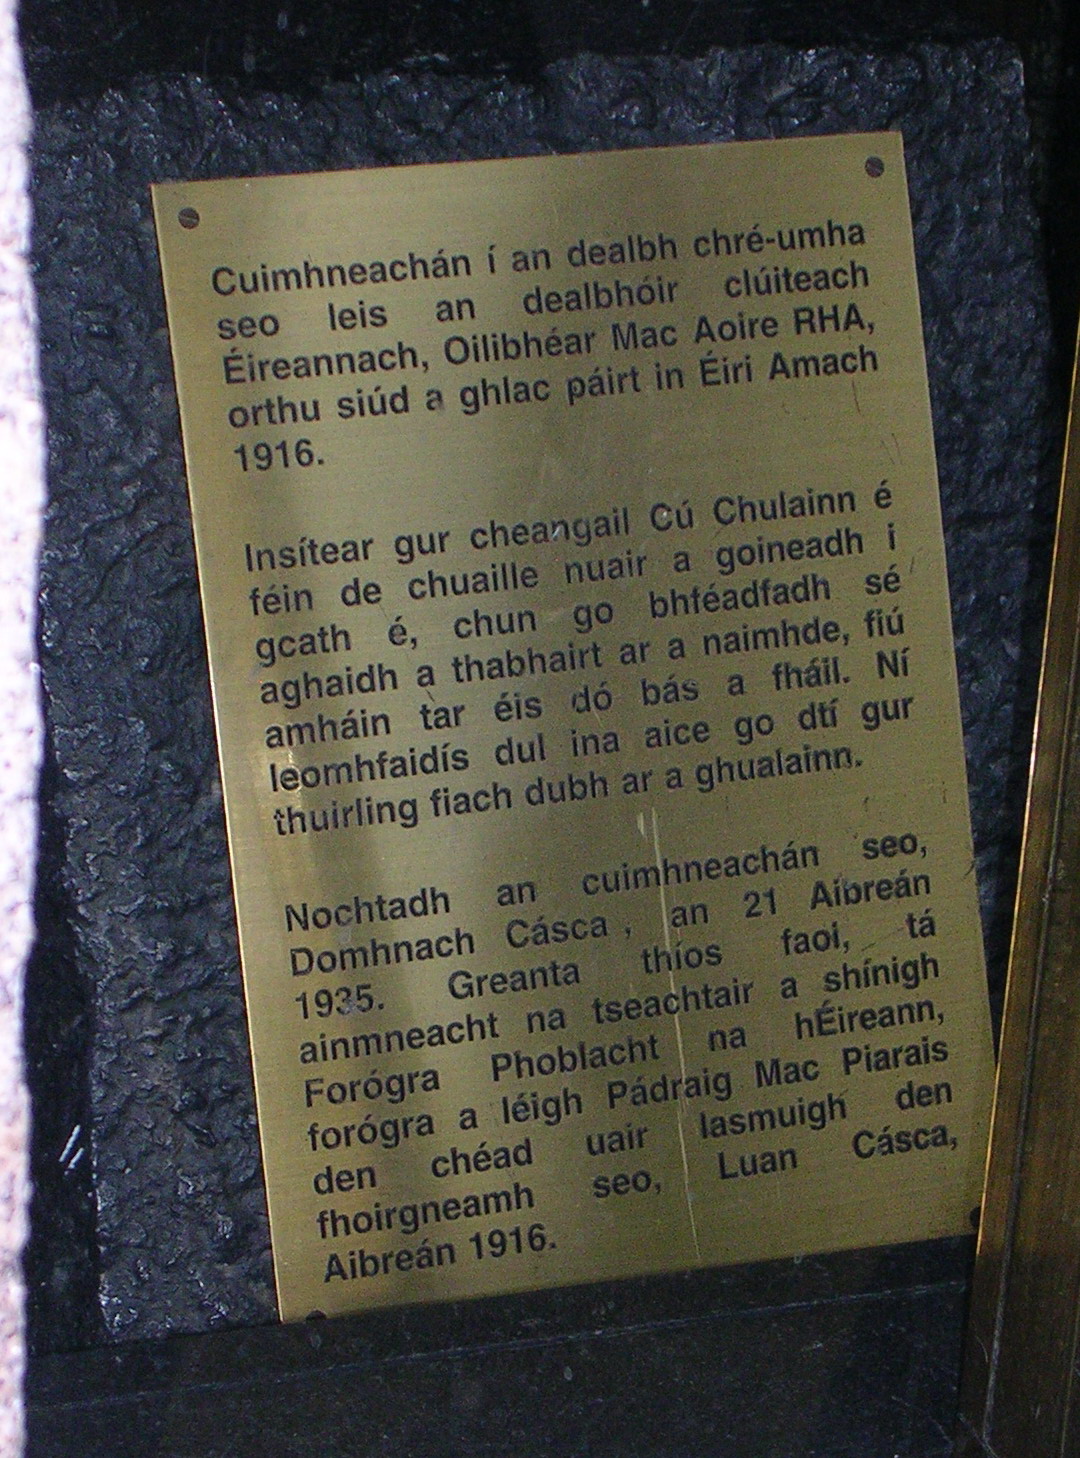 Cuimhneachán í an dealbh chré-umha
seo leis an dealbhóir clúiteach
Éireannach, Oilibhéar Mac Aoire RHA,
orthu siúd a ghlac páirt in Éiri Amach
1916.
Insítear gur cheangail Cú Chulainn é
féin de chuaille nuair a goineadh i
gcath é, chun go bhféadfadh sé
aghaidh a thabhairt ar a naimhde, fiú
amháin tar éis dó bás a fháil. Ní
leomhfaidís dul ina aice go dtí gur
thuirling fiach dubh ar a ghualainn.
Nochtadh an cuimhneachán seo,
Domhnach Cásca , an 21 Aibreán
1935. Greanta thíos faoi, tá
ainmneacht na tseachtair a shínigh
Forógra Phoblacht na hÉireann,
forógra a léigh Pádraig Mac Piarais
den chéad uair lasmuigh den
fhoirgneamh seo, Luan Cásca,
Aibreán 1916.